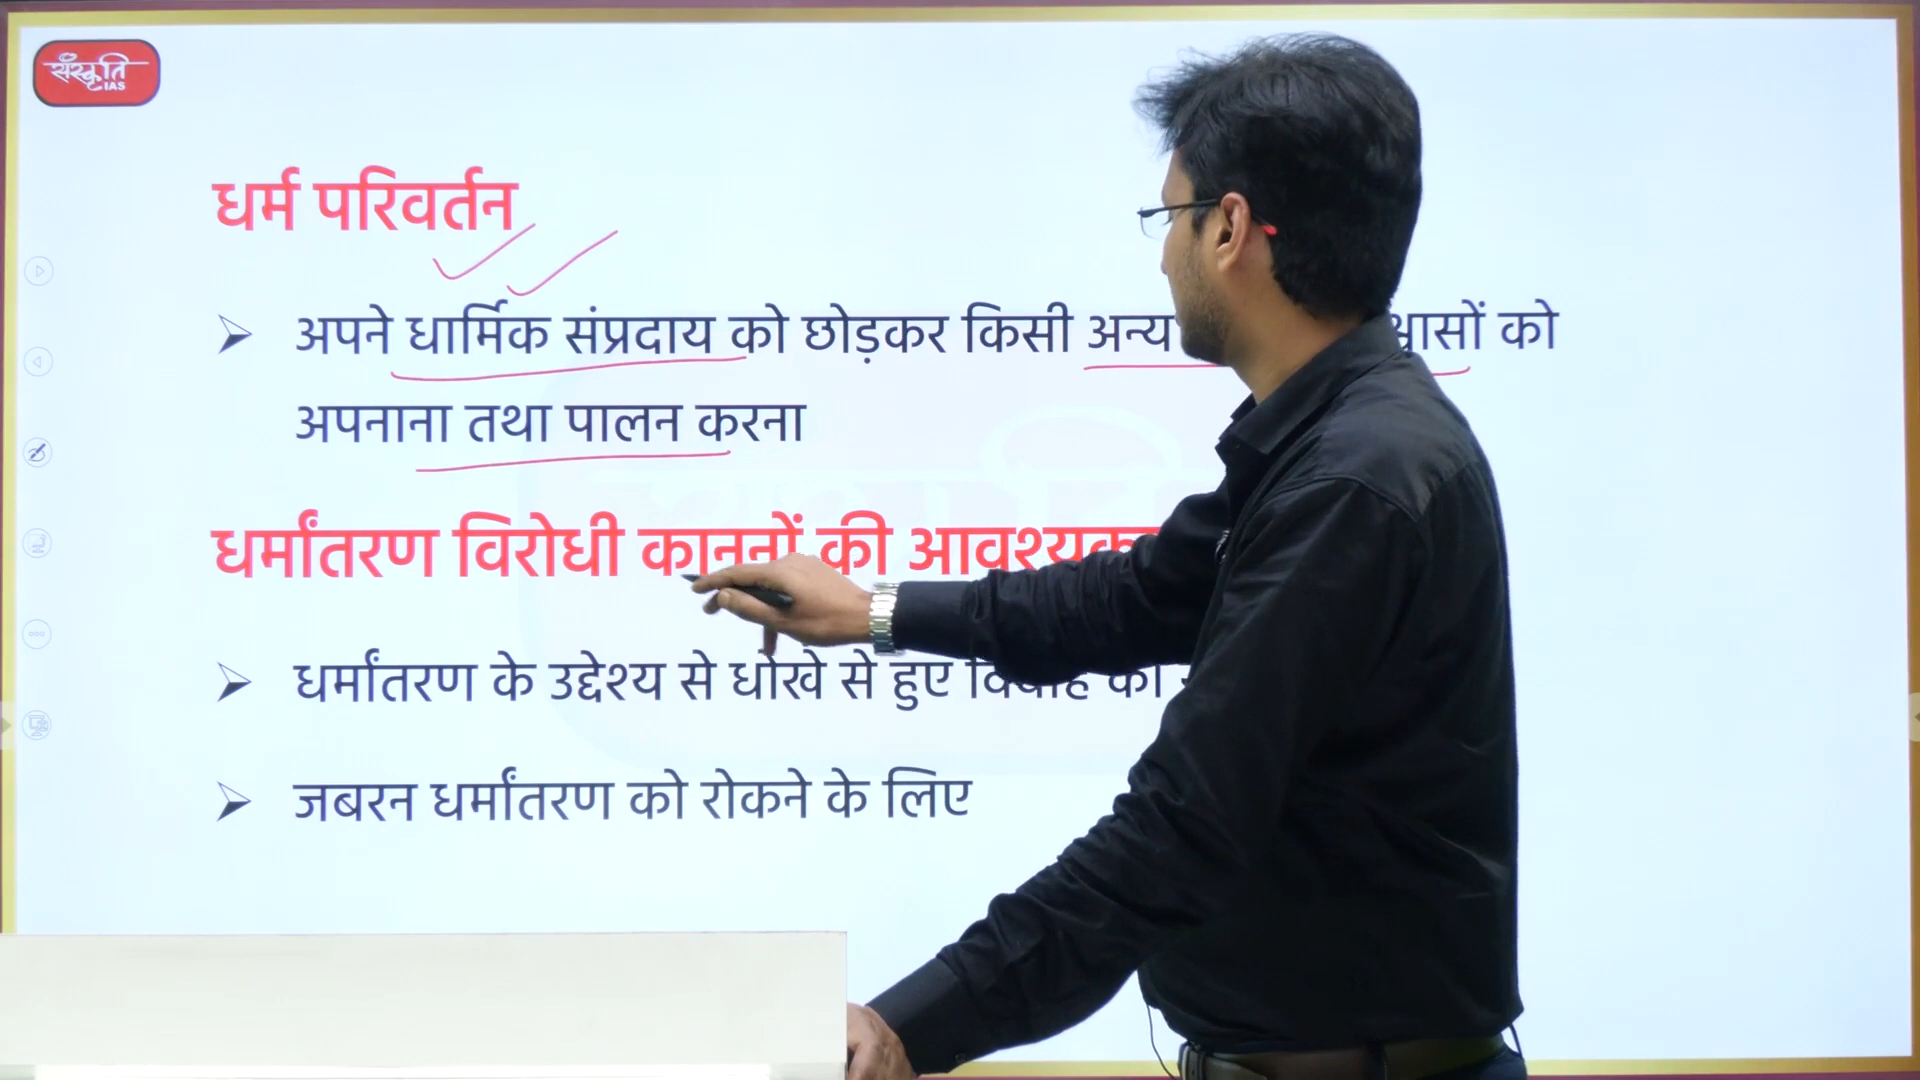 संस्कृति
IAS
धर्म परिवर्तन
अपने धार्मिक संप्रदाय को छोड़कर किसी अन्य को
अपनाना तथा पालन करना
धर्मांतरण विरोधी कानूनों की
धर्मांतरण के उद्देश्य से धोखे से हुए
जबरन धर्मांतरण को रोकने के लिए